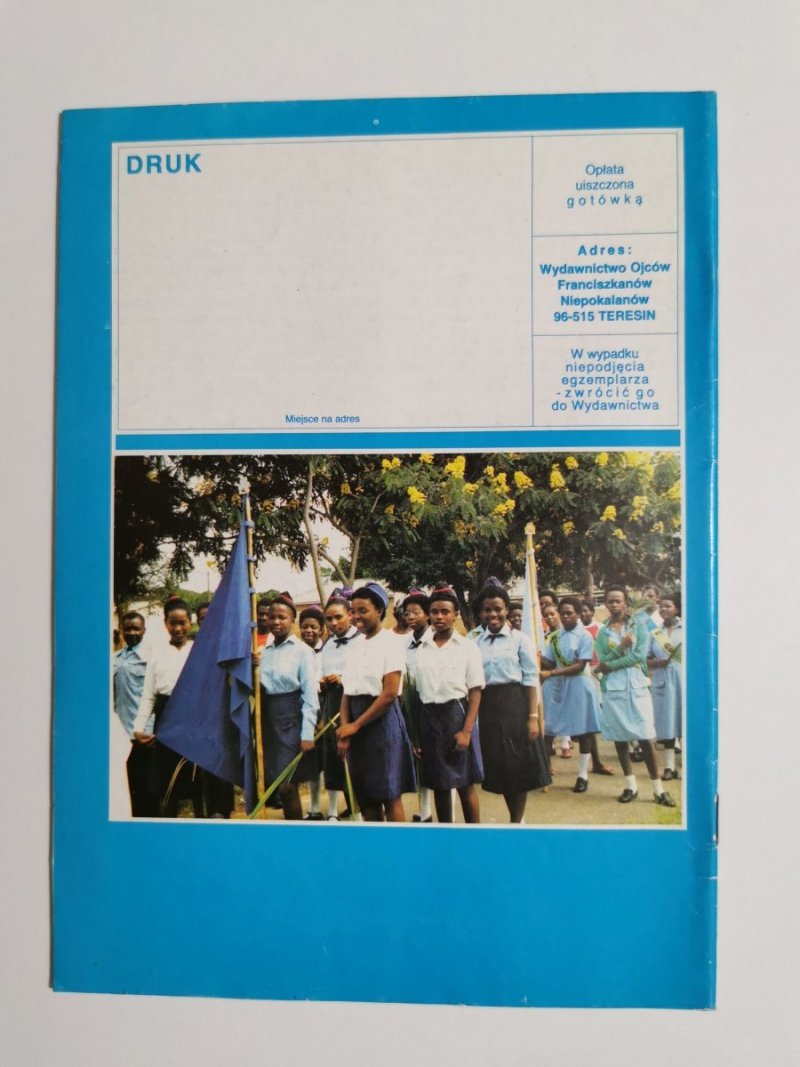 DRUK
Opłata
uiszczona
gotówką
Adres:
Wydawnictwo Ojców
Franciszkanów
Niepokalanów
96-515 TERESIN
W wypadku
niepodjęcia
egzemplarza
- zwrócić go
do Wydawnictwa
Miejsce na adres